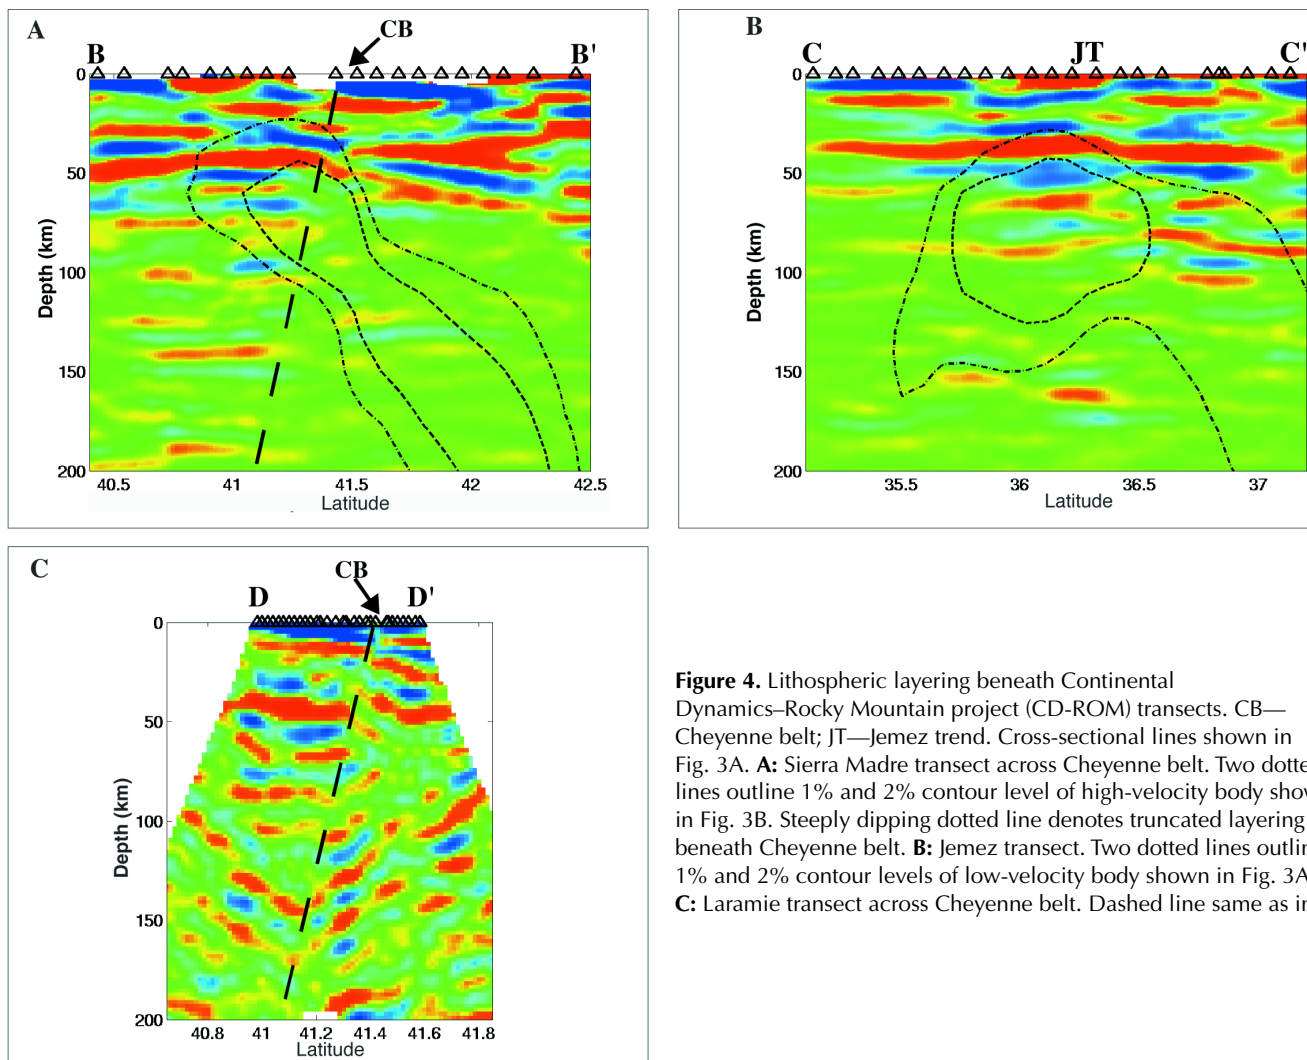 A
CB
B
B'
0
50
100
150
200
Depth (km)
40.5
41
41.5
42
42.5
Latitude
B
C
JT
C'
0
50
100
150
200
Depth (km)
35.5
36
36.5
37
Latitude
C
CB
D
D'
0
50
100
150
200
Depth (km)
40.8
41
41.2
41.4
41.6
41.8
Latitude
Figure 4. Lithospheric layering beneath Continental
Dynamics–Rocky Mountain project (CD-ROM) transects. CB—
Cheyenne belt; JT—Jemez trend. Cross-sectional lines shown in
Fig. 3A. A: Sierra Madre transect across Cheyenne belt. Two dotte
lines outline 1% and 2% contour level of high-velocity body shov
in Fig. 3B. Steeply dipping dotted line denotes truncated layering
beneath Cheyenne belt. B: Jemez transect. Two dotted lines outlin
1% and 2% contour levels of low-velocity body shown in Fig. 3A
C: Laramie transect across Cheyenne belt. Dashed line same as in